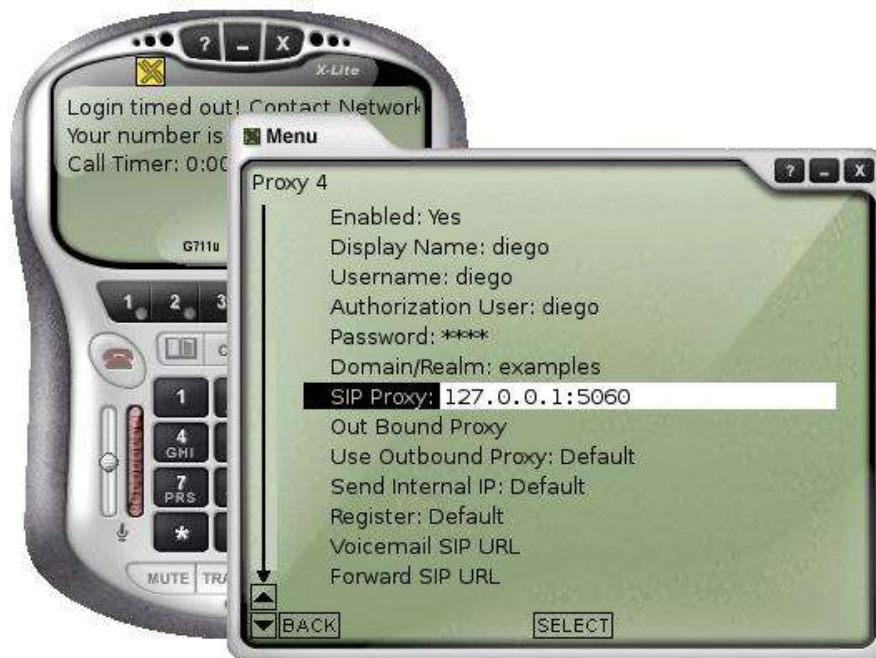 ? – X
X-Lite
Login timed out! Contact Network
Your number is
Call Timer: 0:00
G711u
1 2 3
1
4
GHI
7
PRS
*
MUTE TRA
Menu
? – X
Proxy 4
Enabled: Yes
Display Name: diego
Username: diego
Authorization User: diego
Password: ****
Domain/Realm: examples
SIP Proxy: 127.0.0.1:5060
Out Bound Proxy
Use Outbound Proxy: Default
Send Internal IP: Default
Register: Default
Voicemail SIP URL
Forward SIP URL
BACK SELECT